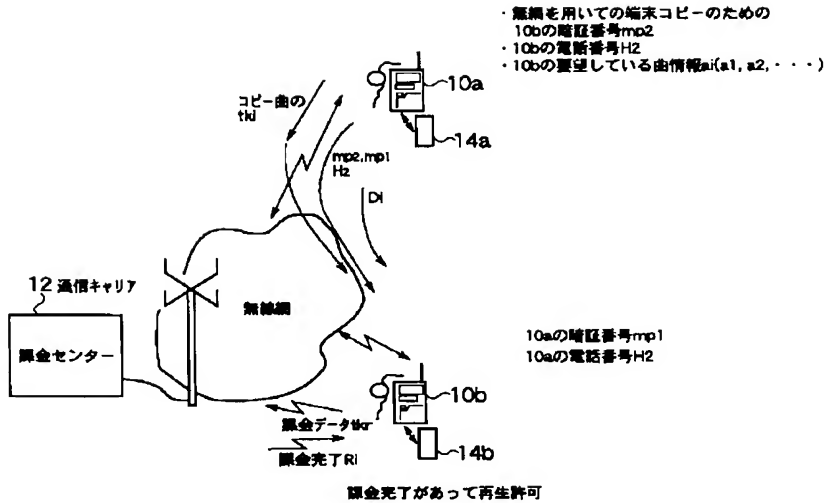 ・無網を用いての端末コピーのための
10bの暗証番号mp2
・10bの電話番号H2
・10bの要望している曲情報ai(a1, a2, ・・・)
10a
コピー曲の
tki
14a
mp2,mp1
H2
Di
12 通信キャリア
無線網
課金センター
10aの暗証番号mp1
10aの電話番号H2
10b
課金データtkr
14b
課金完了Ri
課金完了があって再生許可